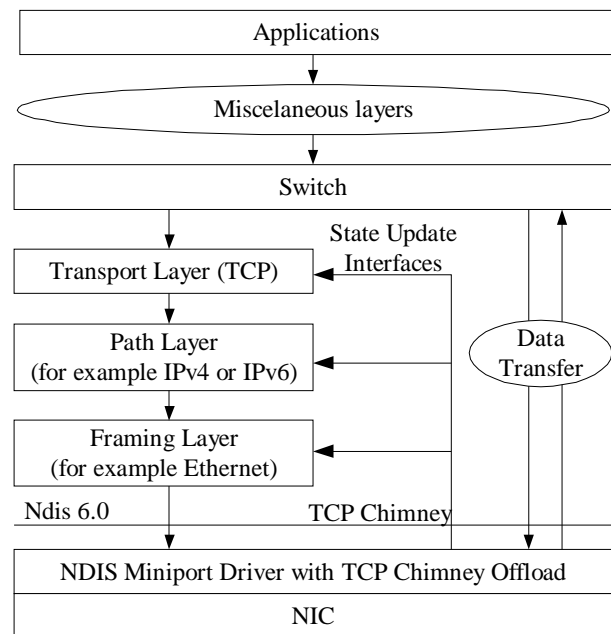 Applications
Miscelaneous layers
Switch
State Update
Interfaces
Transport Layer (TCP)
Path Layer
(for example IPv4 or IPv6)
Data
Transfer
Framing Layer
(for example Ethernet)
Ndis 6.0
TCP Chimney
NDIS Miniport Driver with TCP Chimney Offload
NIC